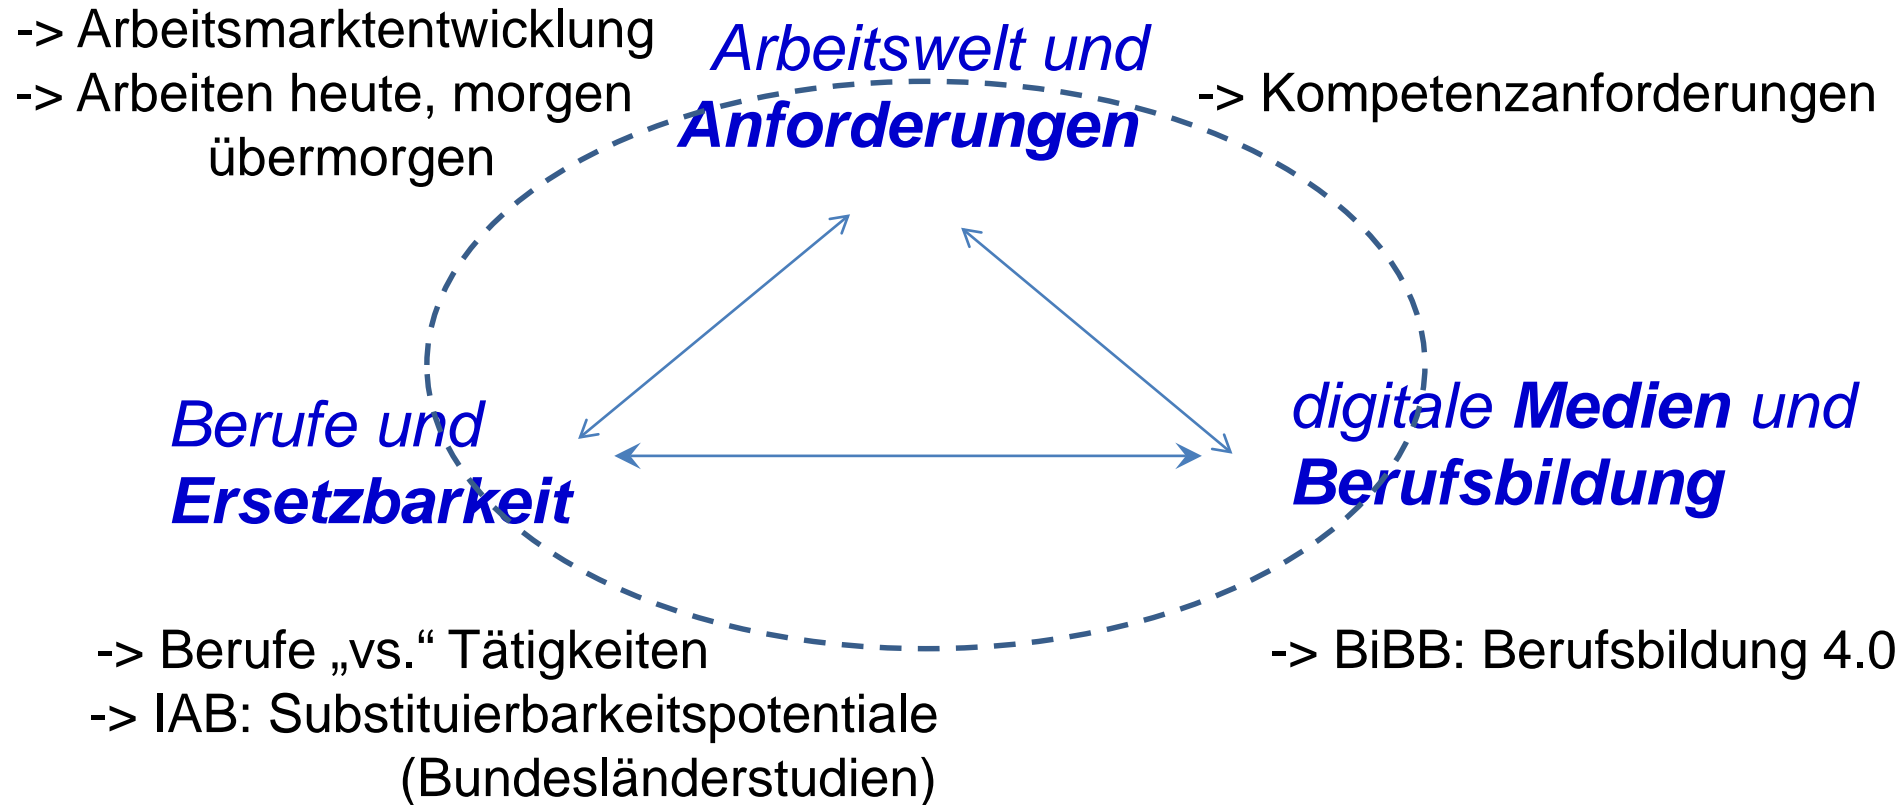 -> Arbeitsmarktentwicklung
-> Arbeiten heute, morgen
übermorgen
Arbeitswelt und
Anforderungen
-> Kompetenzanforderungen
Berufe und
Ersetzbarkeit
digitale Medien und
Berufsbildung
-> Berufe „vs.“ Tätigkeiten
-> IAB: Substituierbarkeitspotentiale
(Bundesländerstudien)
-> BiBB: Berufsbildung 4.0